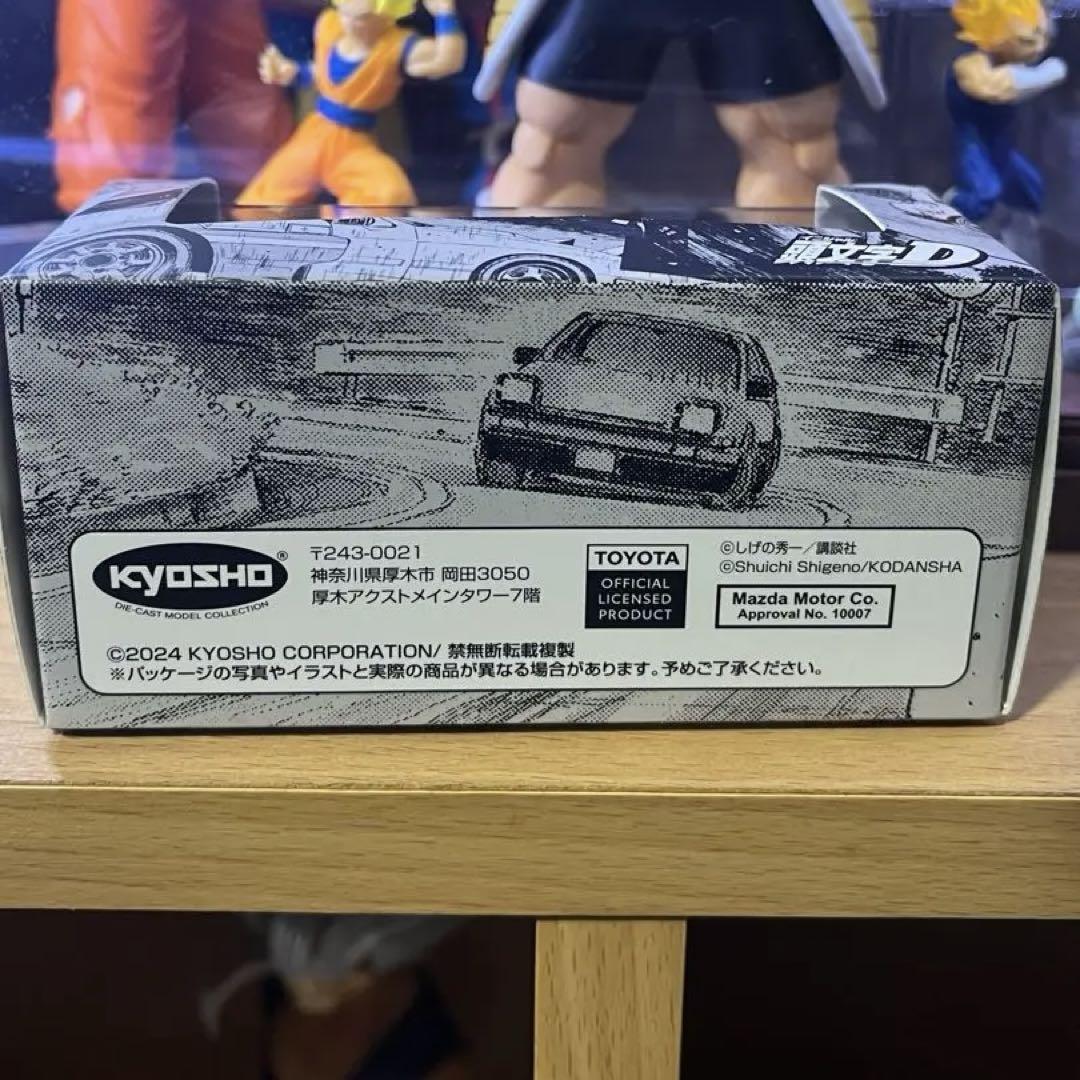 頭文字D
KYOSHO®
DIE-CAST MODEL COLLECTION
〒243-0021
神奈川県厚木市 岡田3050
厚木アクストメインタワー7階
TOYOTA
OFFICIAL
LICENSED
PRODUCT
©しげの秀一/講談社
©Shuichi Shigeno/KODANSHA
Mazda Motor Co.
Approval No. 10007
©2024 KYOSHO CORPORATION/ 禁無断転載複製
※パッケージの写真やイラストと実際の商品が異なる場合があります。予めご了承ください。